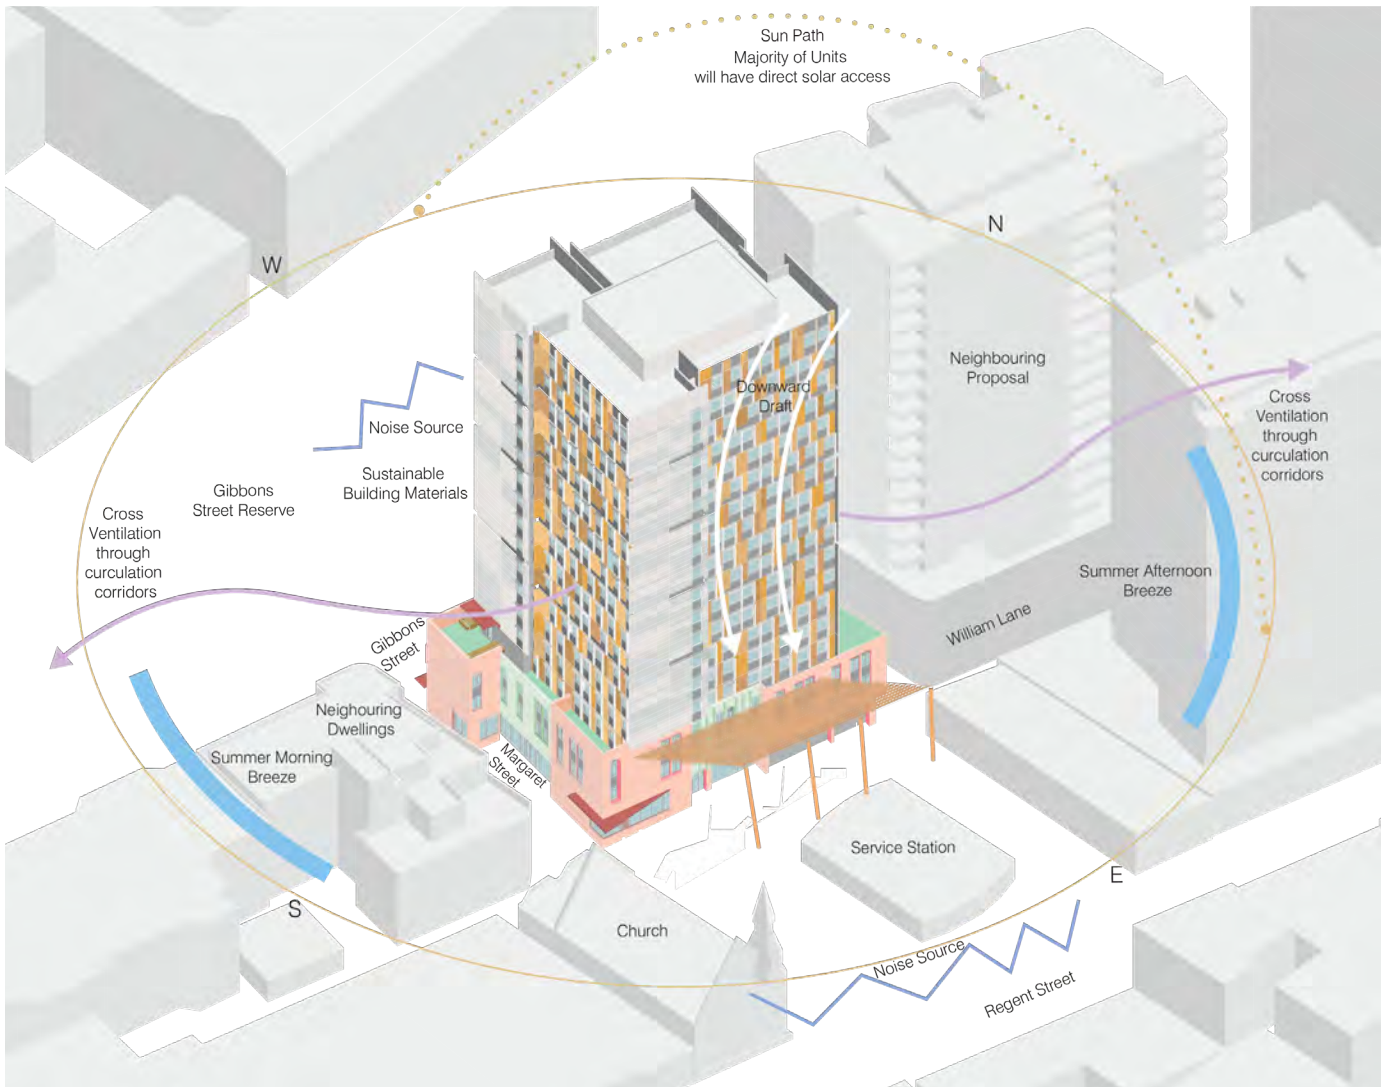 Sun Path
Majority of Units
will have direct solar access
N
W
Neighbouring
Proposal
Downward
Draft
Cross
Ventilation
through
curculation
corridors
Noise Source
Sustainable
Building Materials
Gibbons
Street Reserve
Cross
Ventilation
through
curculation
corridors
Summer Afternoon
Breeze
William Lane
Gibbons
Street
Neighouring
Dwellings
Summer Morning
Breeze
Margaret
Street
Service Station
E
S
Church
Noise Source
Regent Street